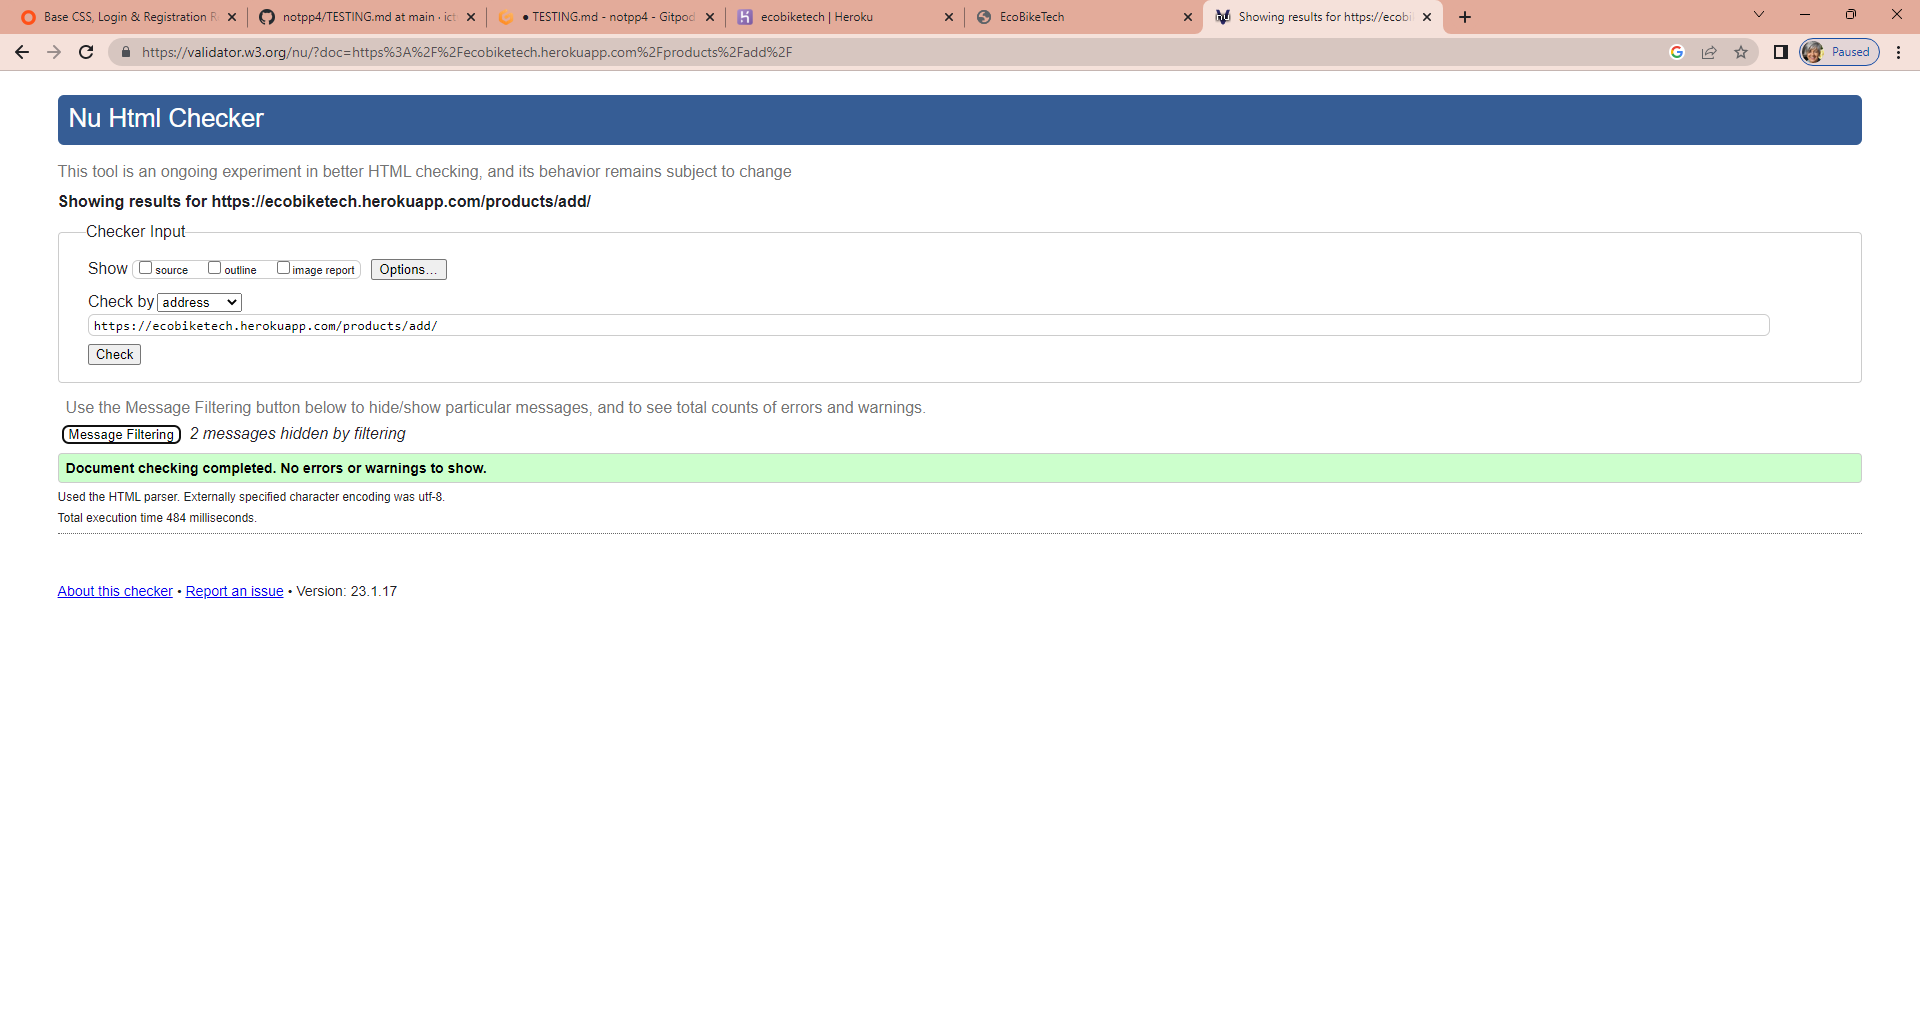 Base CSS, Login & Registration R
notpp4/TESTING.md at main · ict
● TESTING.md - notpp4 - Gitpod
ecobiketech | Heroku
EcoBikeTech
Showing results for https://ecobi
https://validator.w3.org/nu/?doc=https%3A%2F%2Fecobiketech.herokuapp.com%2Fproducts%2Fadd%2F
Paused
Nu Html Checker
This tool is an ongoing experiment in better HTML checking, and its behavior remains subject to change
Showing results for https://ecobiketech.herokuapp.com/products/add/
Checker Input
Show source outline image report Options...
Check by address
https://ecobiketech.herokuapp.com/products/add/
Check
Use the Message Filtering button below to hide/show particular messages, and to see total counts of errors and warnings.
Message Filtering 2 messages hidden by filtering
Document checking completed. No errors or warnings to show.
Used the HTML parser. Externally specified character encoding was utf-8.
Total execution time 484 milliseconds.
About this checker • Report an issue • Version: 23.1.17